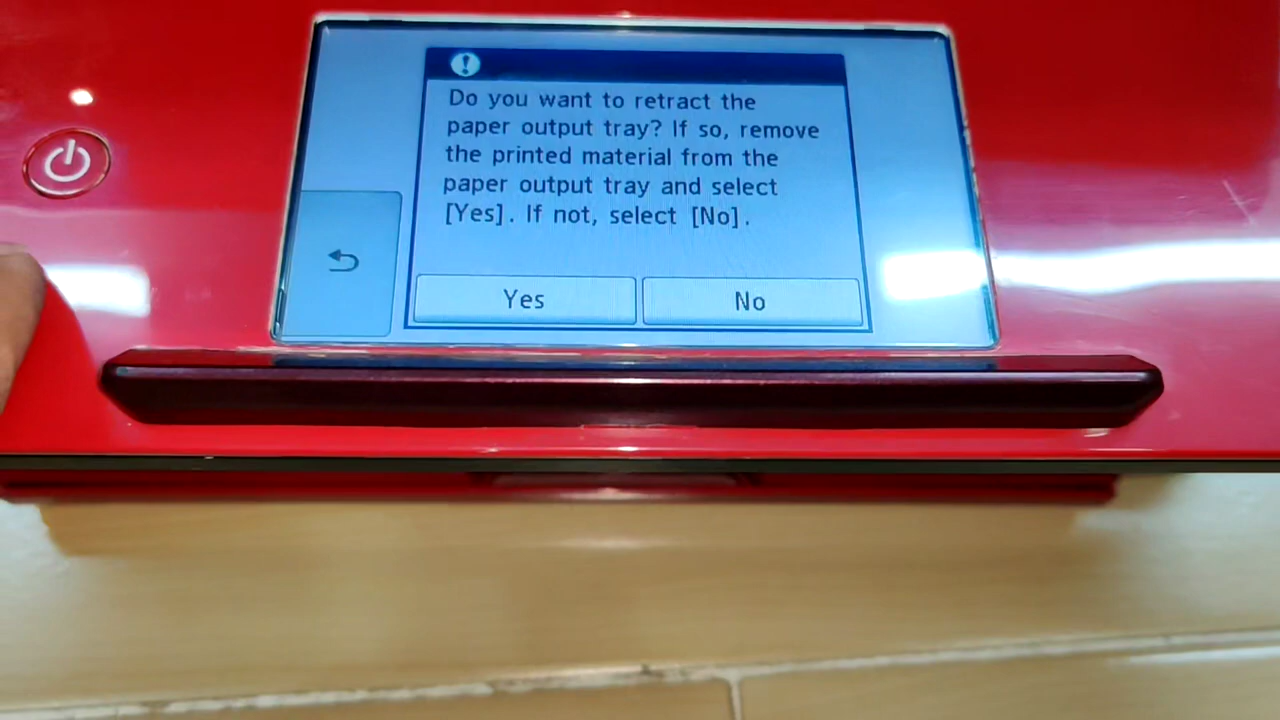 Do you want to retract the
paper output tray? If so, remove
the printed material from the
paper output tray and select
[Yes]. If not, select [No].
Yes
No